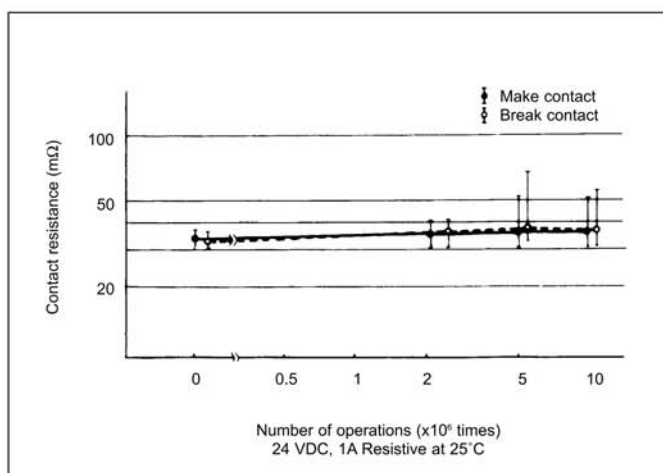 Make contact
Break contact
Contact resistance (mΩ)
100
50
20
0 0.5 1 2 5 10
Number of operations (x10⁶ times)
24 VDC, 1A Resistive at 25˚C